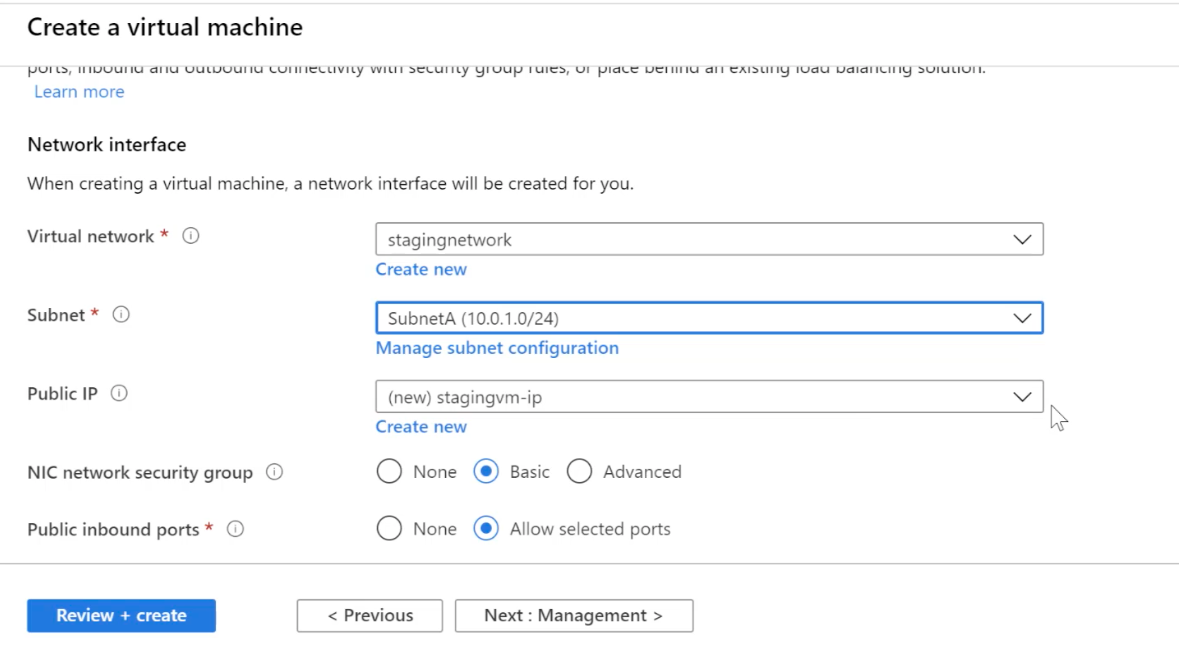 Create a virtual machine
ports, inbound and outbound connectivity with security group rules, or place behind an existing load balancing solution.
Learn more
Network interface
When creating a virtual machine, a network interface will be created for you.
Virtual network *
stagingnetwork
Create new
Subnet *
SubnetA (10.0.1.0/24)
Manage subnet configuration
Public IP
(new) stagingvm-ip
Create new
NIC network security group
None Basic Advanced
Public inbound ports *
None Allow selected ports
Review + create < Previous Next : Management >